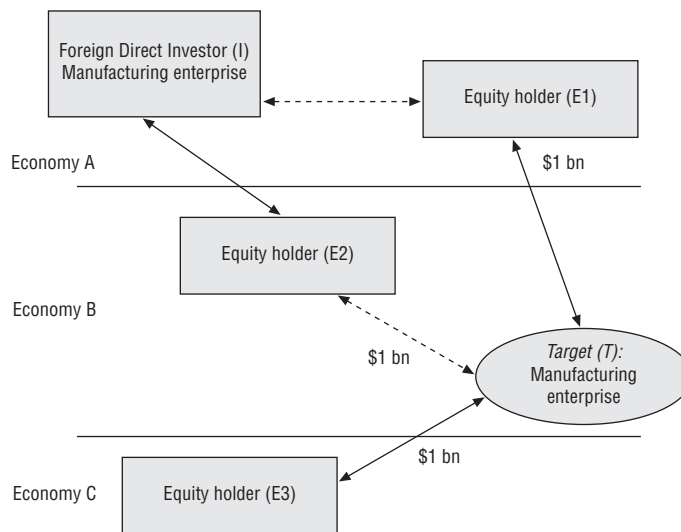 Foreign Direct Investor (I)
Manufacturing enterprise
Equity holder (E1)
Economy A
$1 bn
Equity holder (E2)
Economy B
Target (T):
Manufacturing
enterprise
$1 bn
$1 bn
Economy C
Equity holder (E3)